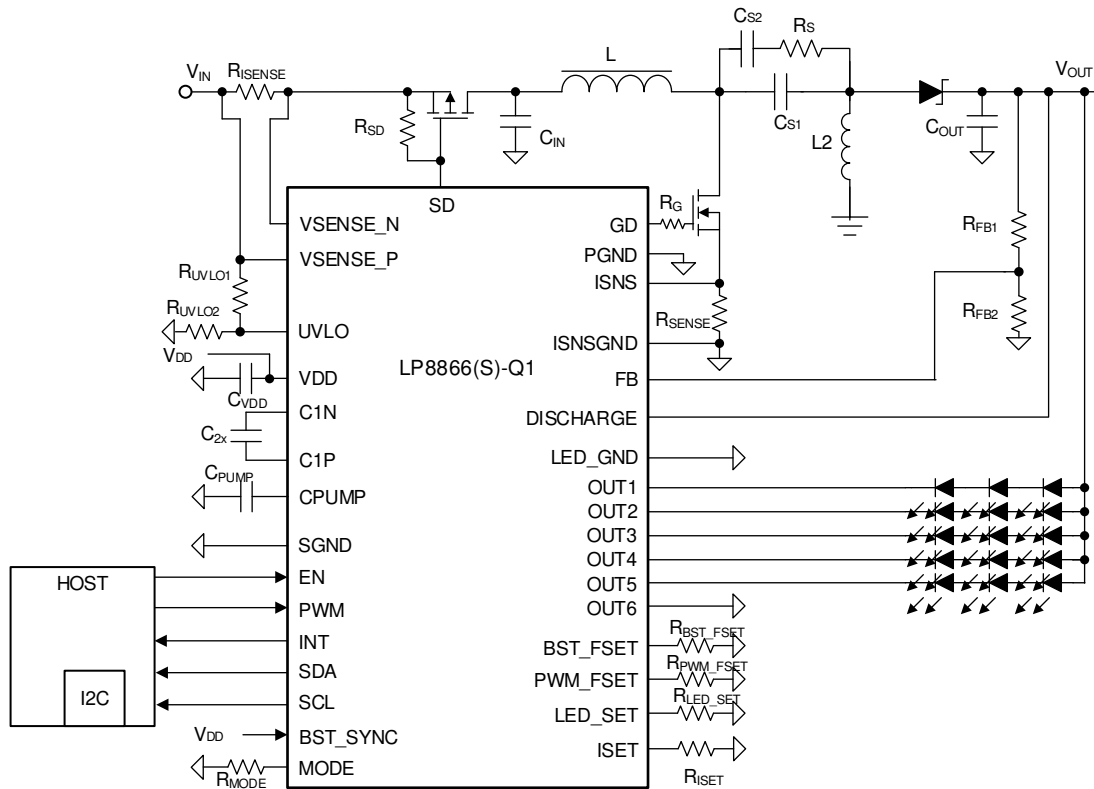 CS2
RS
VIN
RISENSE
L
VOUT
RSD
CIN
CS1
L2
COUT
SD
VSENSE_N
VSENSE_P
RUVLO1
RUVLO2
UVLO
VDD
VDD
CVDD
C1N
C2x
C1P
CPUMP
CPUMP
SGND
HOST
I2C
EN
PWM
INT
SDA
SCL
VDD
BST_SYNC
MODE
RMODE
LP8866(S)-Q1
GD
RG
PGND
ISNS
RSENSE
ISNSGND
FB
RFB1
RFB2
DISCHARGE
LED_GND
OUT1
OUT2
OUT3
OUT4
OUT5
OUT6
BST_FSET
RBST_FSET
PWM_FSET
RPWM_FSET
LED_SET
RLED_SET
ISET
RISET